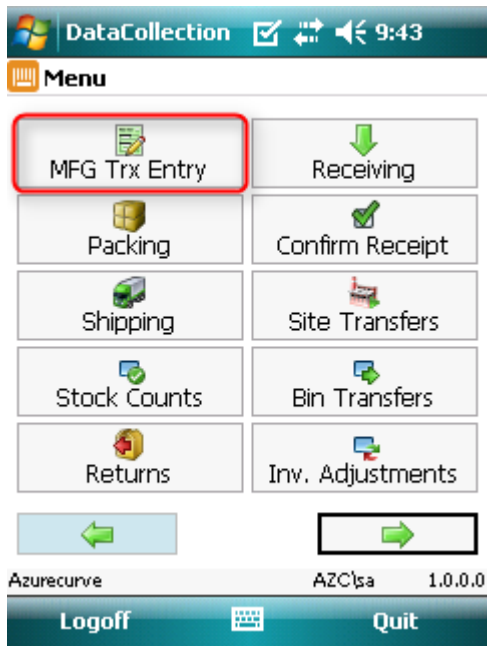 DataCollection 9:43
Menu
MFG Trx Entry Receiving
Packing Confirm Receipt
Shipping Site Transfers
Stock Counts Bin Transfers
Returns Inv. Adjustments
Azurecurve AZC\sa 1.0.0.0
Logoff Quit